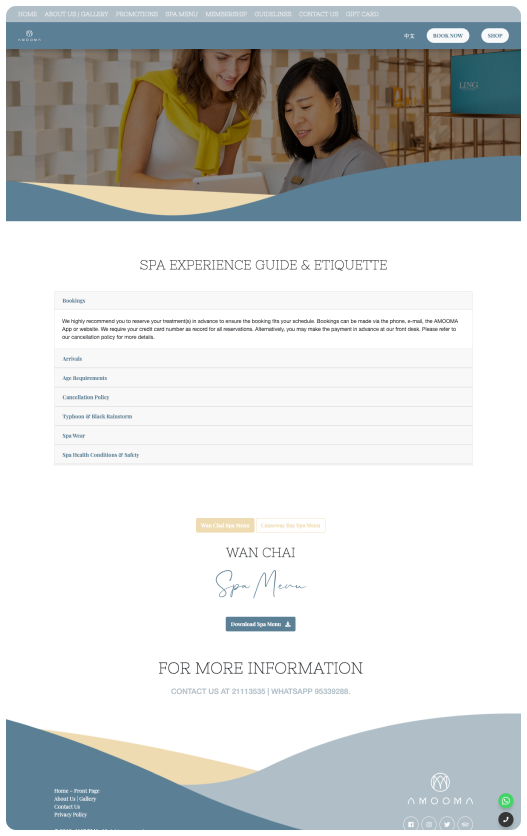 HOME ABOUT US | GALLERY PROMOTIONS SPA MENU MEMBERSHIP GUIDELINES CONTACT US GIFT CARD
AMOOMA 中文 BOOK NOW SHOP
LING
SPA EXPERIENCE GUIDE & ETIQUETTE
Bookings
We highly recommend you to reserve your treatment(s) in advance to ensure the booking fits your schedule. Bookings can be made via the phone, e-mail, the AMOOMA
App or website. We require your credit card number as record for all reservations. Alternatively, you may make the payment in advance at our front desk. Please refer to
our cancellation policy for more details.
Arrivals
Age Requirements
Cancellation Policy
Typhoon & Black Rainstorm
Spa Wear
Spa Health Conditions & Safety
Wan Chai Spa Menu Causeway Bay Spa Menu
WAN CHAI
Spa Menu
Download Spa Menu
FOR MORE INFORMATION
CONTACT US AT 21113535 | WHATSAPP 95339288.
Home – Front Page
About Us | Gallery
Contact Us
Privacy Policy
AMOOMA